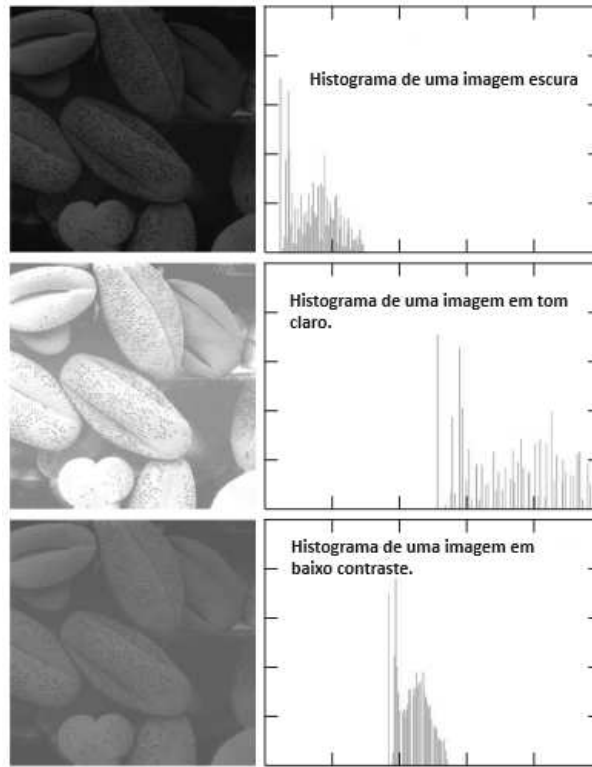 Histograma de uma imagem escura
Histograma de uma imagem em tom
claro.
Histograma de uma imagem em
baixo contraste.